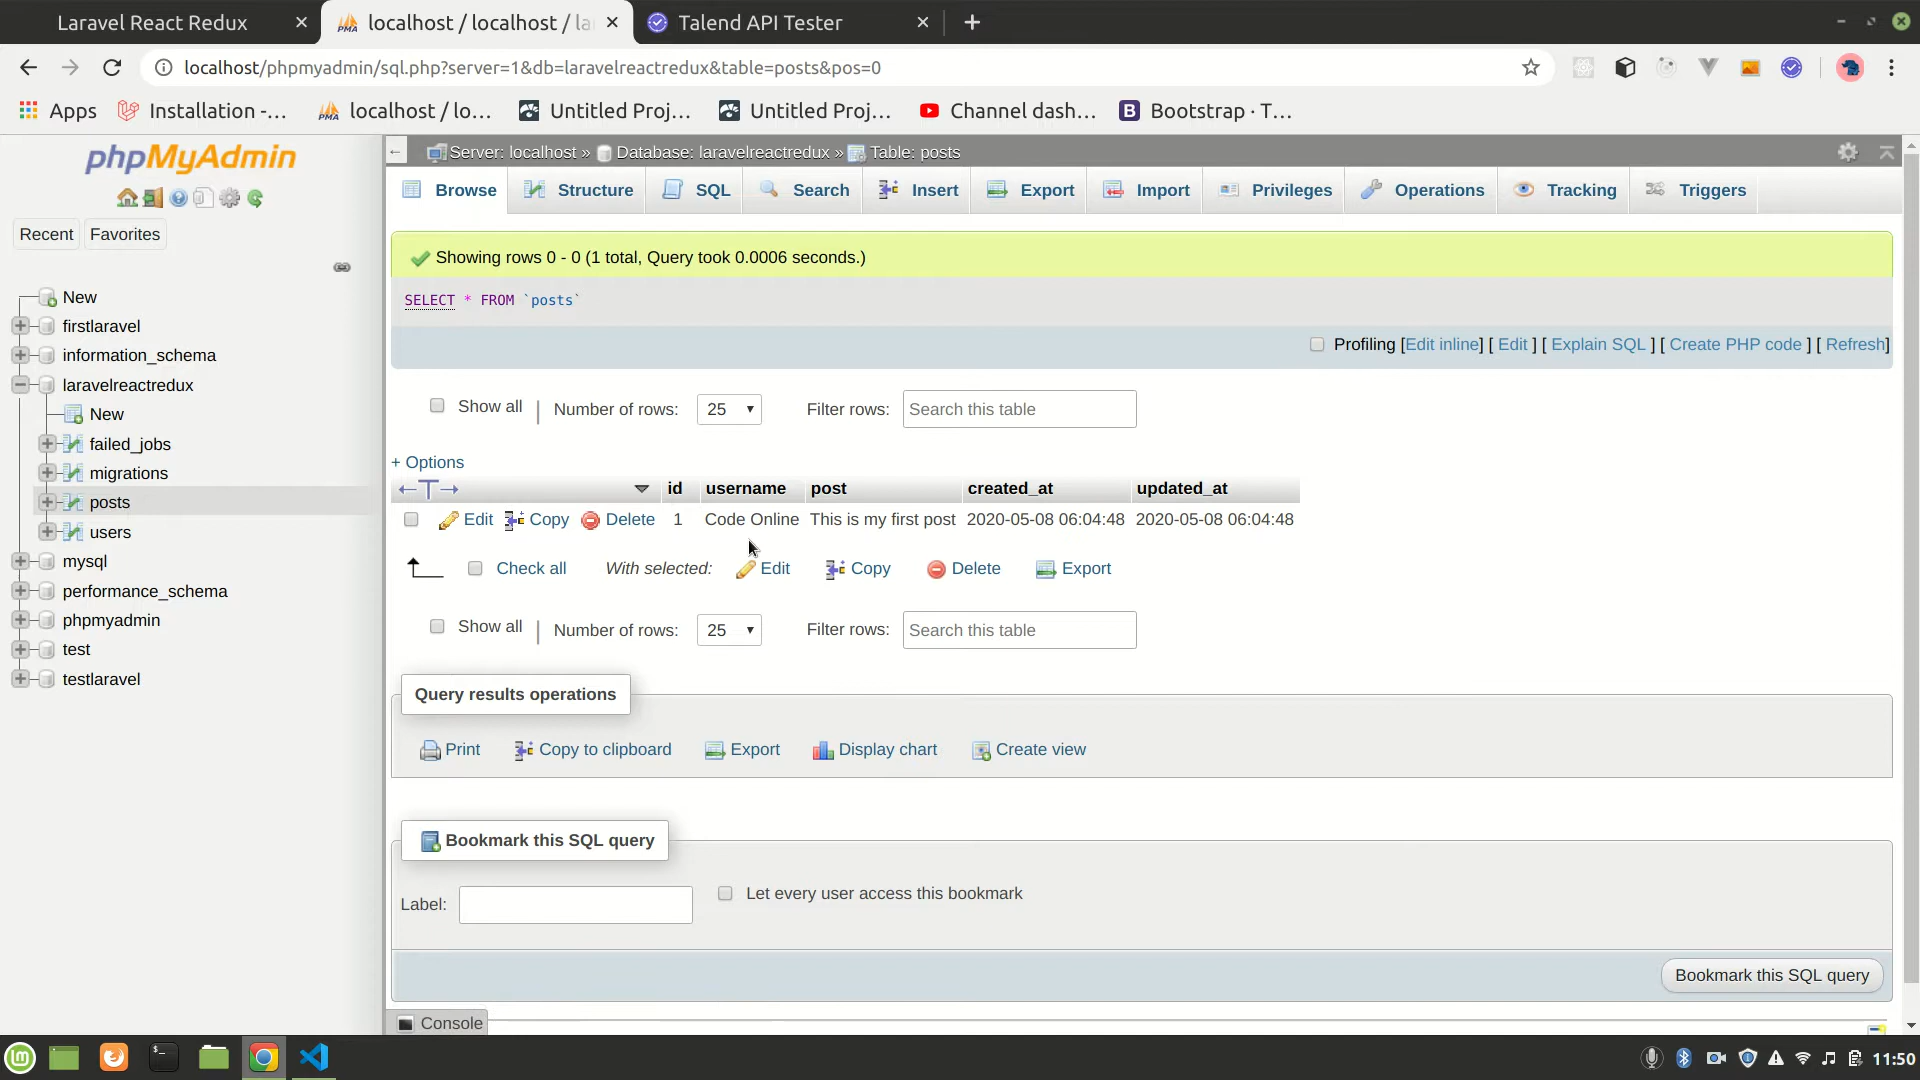 Laravel React Redux
localhost / localhost / la
Talend API Tester
localhost/phpmyadmin/sql.php?server=1&db=laravelreactredux&table=posts&pos=0
Apps
Installation -...
localhost / lo...
Untitled Proj...
Untitled Proj...
Channel dash...
Bootstrap · T...
phpMyAdmin
Recent
Favorites
New
firstlaravel
information_schema
laravelreactredux
New
failed_jobs
migrations
posts
users
mysql
performance_schema
phpmyadmin
test
testlaravel
Server: localhost » Database: laravelreactredux » Table: posts
Browse Structure SQL Search Insert Export Import Privileges Operations Tracking Triggers
Showing rows 0 - 0 (1 total, Query took 0.0006 seconds.)
SELECT * FROM `posts`
Profiling [Edit inline] [ Edit ] [ Explain SQL ] [ Create PHP code ] [ Refresh]
Show all | Number of rows: 25 Filter rows: Search this table
+ Options
id username post created_at updated_at
Edit Copy Delete 1 Code Online This is my first post 2020-05-08 06:04:48 2020-05-08 06:04:48
Check all With selected: Edit Copy Delete Export
Show all | Number of rows: 25 Filter rows: Search this table
Query results operations
Print Copy to clipboard Export Display chart Create view
Bookmark this SQL query
Label: Let every user access this bookmark
Bookmark this SQL query
Console
11:50